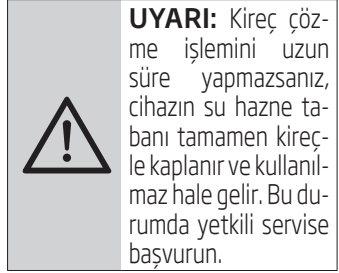 UYARI: Kireç çöz-
me işlemini uzun
süre yapmazsanız,
cihazın su hazne ta-
banı tamamen kireç-
le kaplanır ve kullanıl-
maz hale gelir. Bu du-
rumda yetkili servise
başvurun.